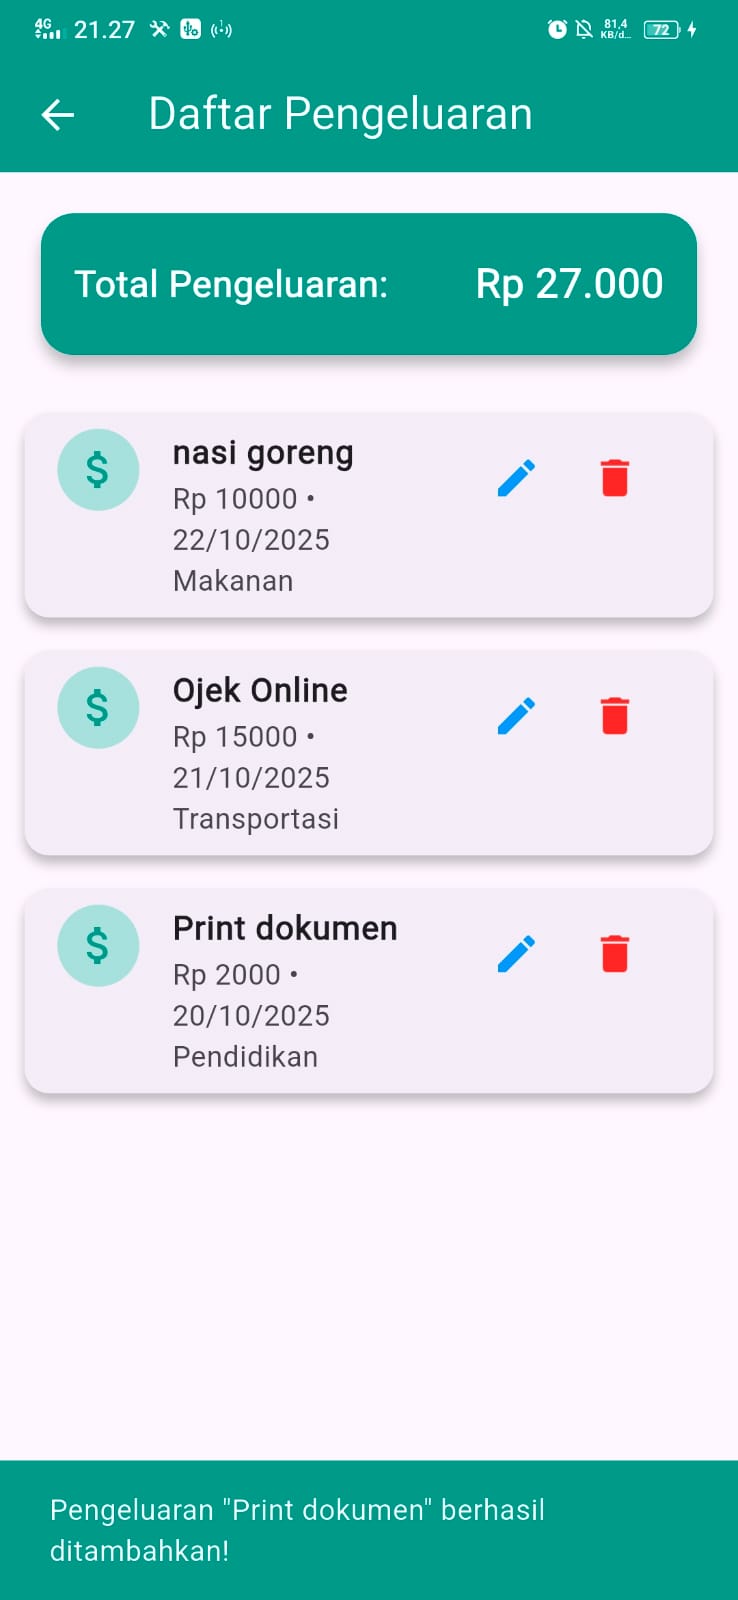 4G 21.27 81,4 72
KB/d...
Daftar Pengeluaran
Total Pengeluaran: Rp 27.000
$ nasi goreng
Rp 10000 •
22/10/2025
Makanan
$ Ojek Online
Rp 15000 •
21/10/2025
Transportasi
$ Print dokumen
Rp 2000 •
20/10/2025
Pendidikan
Pengeluaran "Print dokumen" berhasil
ditambahkan!